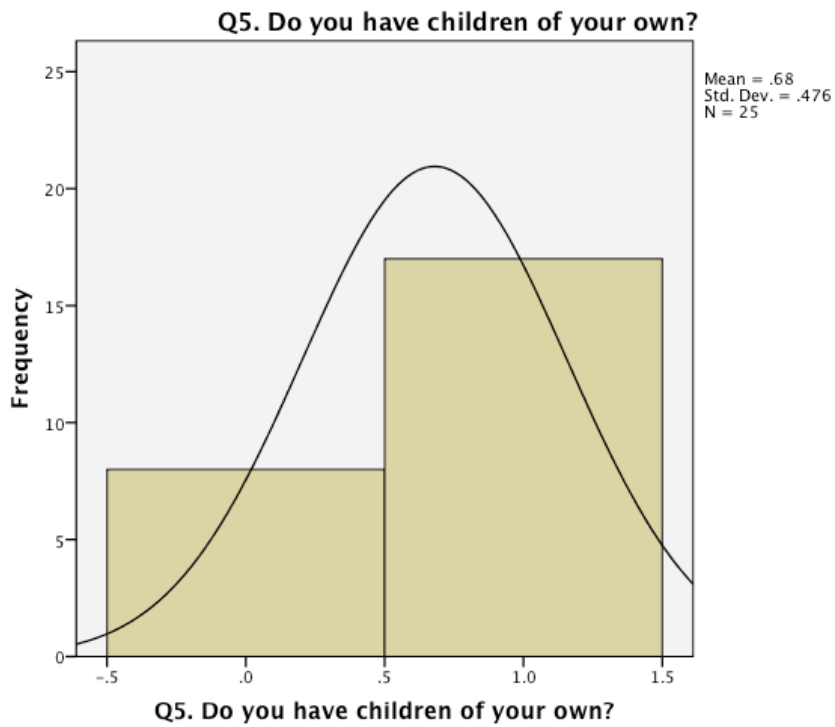 Q5. Do you have children of your own?
Mean = .68
Std. Dev. = .476
N = 25
Frequency
25
20
15
10
5
0
-.5 .0 .5 1.0 1.5
Q5. Do you have children of your own?